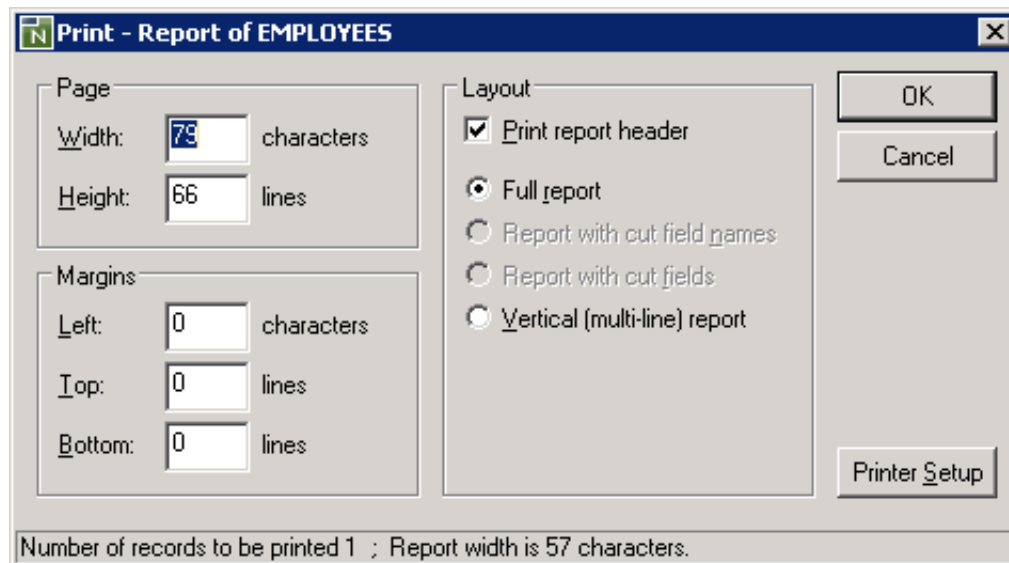 Print - Report of EMPLOYEES
Page
Width: 79 characters
Height: 66 lines
Margins
Left: 0 characters
Top: 0 lines
Bottom: 0 lines
Layout
Print report header
Full report
Report with cut field names
Report with cut fields
Vertical (multi-line) report
OK
Cancel
Printer Setup
Number of records to be printed 1 ; Report width is 57 characters.